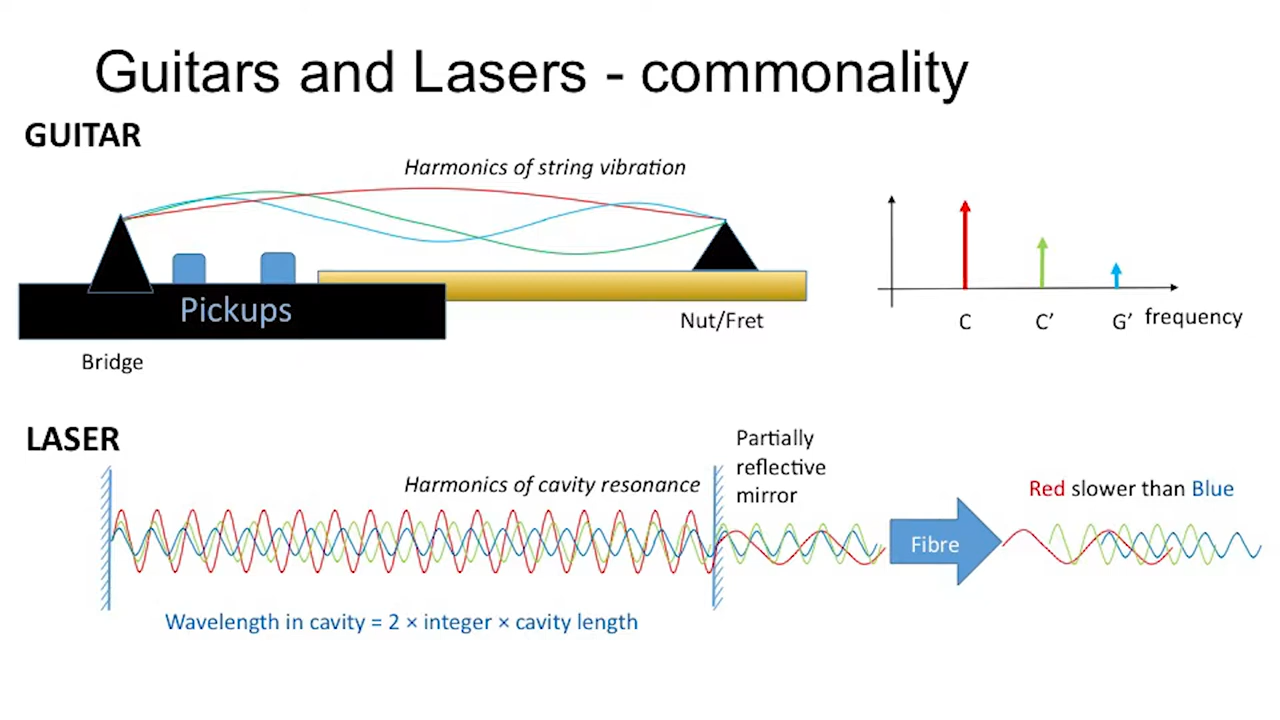 Guitars and Lasers - commonality
GUITAR
Harmonics of string vibration
Pickups
Nut/Fret
Bridge
C
C’
G’
frequency
LASER
Partially
reflective
mirror
Harmonics of cavity resonance
Red slower than Blue
Fibre
Wavelength in cavity = 2 × integer × cavity length